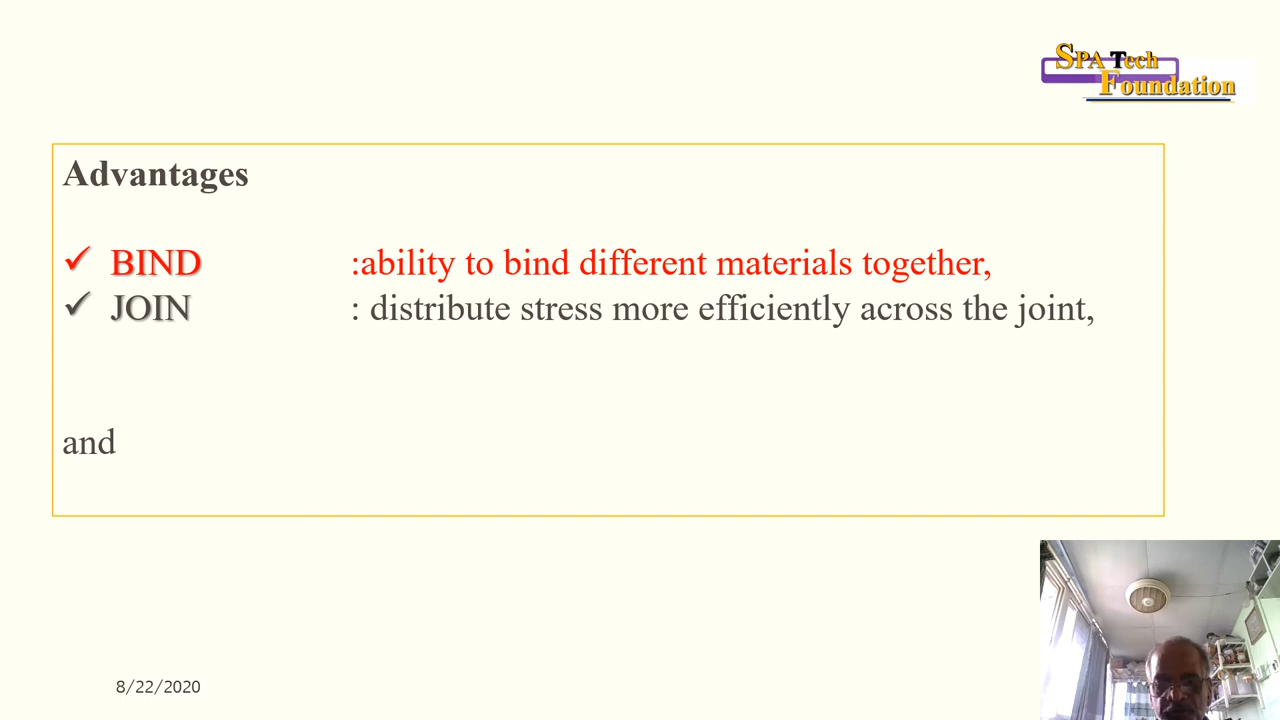 SPA Tech
Foundation
Advantages
✓ BIND :ability to bind different materials together,
✓ JOIN : distribute stress more efficiently across the joint,
and
8/22/2020